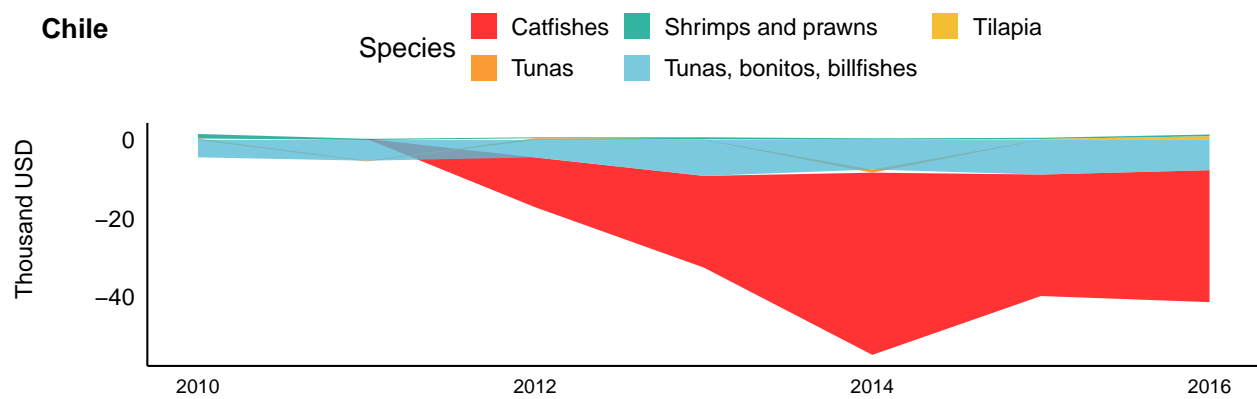 Chile
Species
Catfishes
Shrimps and prawns
Tilapia
Tunas
Tunas, bonitos, billfishes
Thousand USD
0
−20
−40
2010
2012
2014
2016